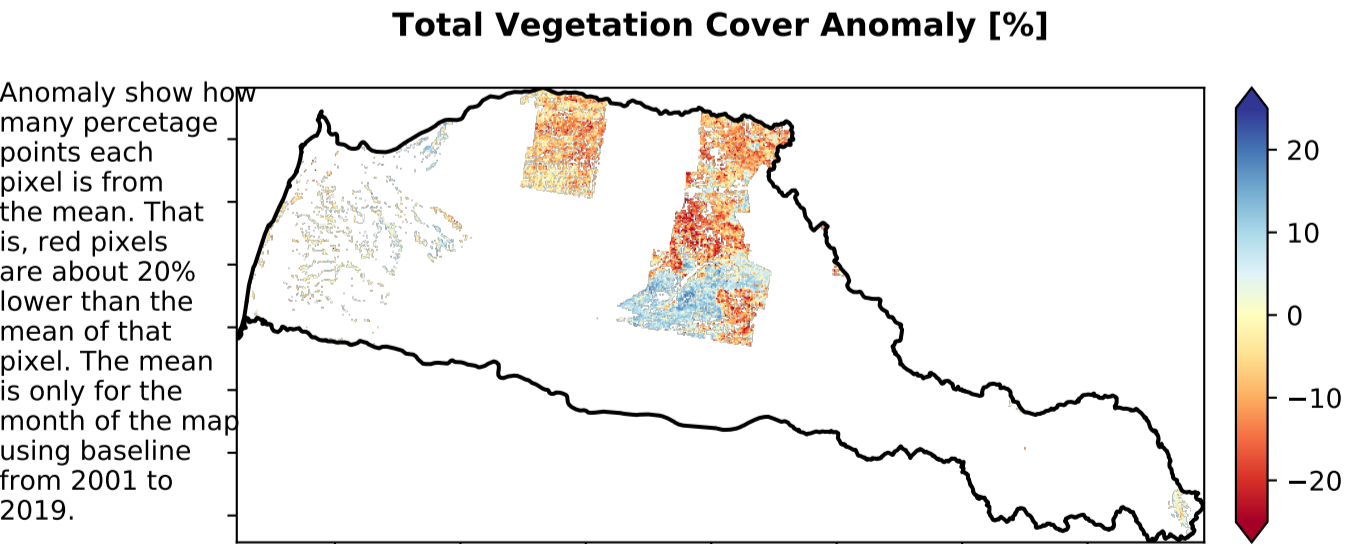 Total Vegetation Cover Anomaly [%]
Anomaly show how
many percetage
points each
pixel is from
the mean. That
is, red pixels
are about 20%
lower than the
mean of that
pixel. The mean
is only for the
month of the map
using baseline
from 2001 to
2019.
20
10
0
−10
−20